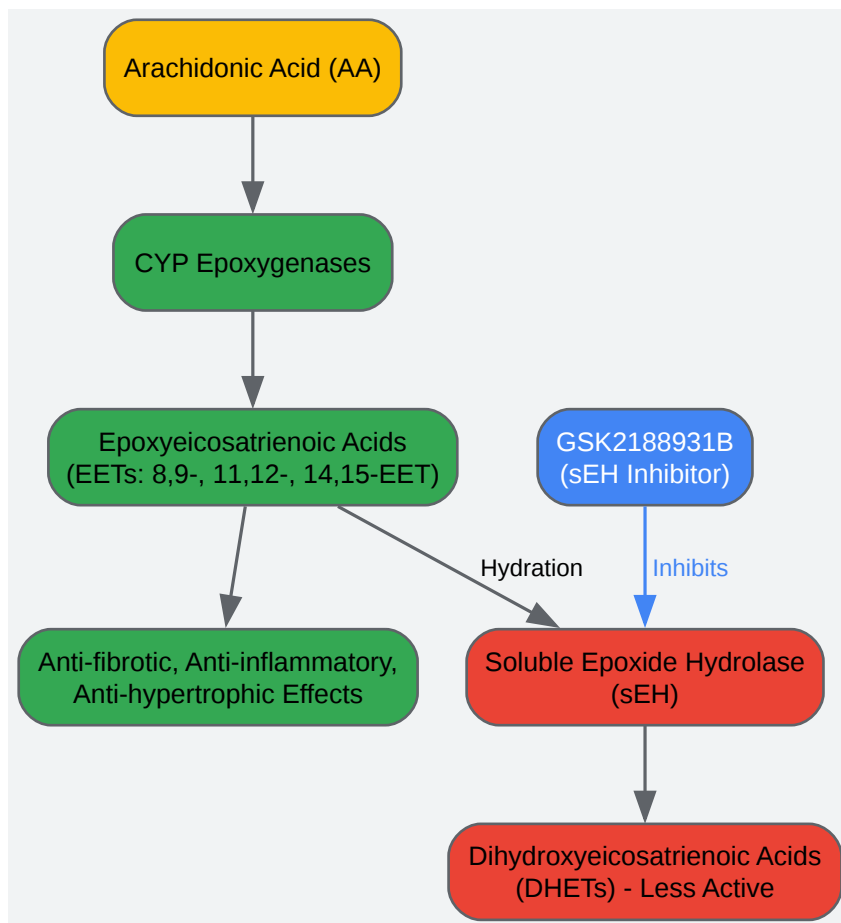 Arachidonic Acid (AA)
CYP Epoxygenases
Epoxyeicosatrienoic Acids
(EETs: 8,9-, 11,12-, 14,15-EET)
GSK2188931B
(sEH Inhibitor)
Hydration
Inhibits
Anti-fibrotic, Anti-inflammatory,
Anti-hypertrophic Effects
Soluble Epoxide Hydrolase
(sEH)
Dihydroxyeicosatrienoic Acids
(DHETs) - Less Active